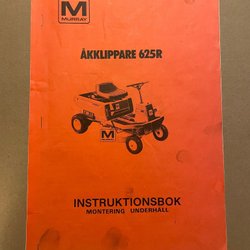 M
MURRAY
ÅKKLIPPARE 625R
M
INSTRUKTIONSBOK
MONTERING UNDERHÅLL